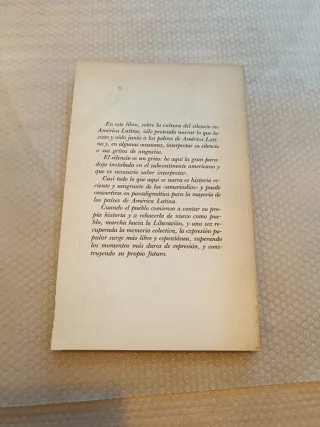 En este libro, sobre la cultura del silencio en
América Latina, sólo pretendo narrar lo que he
visto y oído junto a los pobres de América Lati-
na y, en algunas ocasiones, interpretar su silencio
o sus gritos de angustia.
El silencio es un grito: he aquí la gran para-
doja instalada en el subcontinente americano y
que es necesario saber interpretar.
Casi todo lo que aquí se narra es historia re-
ciente y sangrante de los «amerindios» y puede
convertirse en paradigmática para la mayoría de
los países de América Latina.
Cuando el pueblo comienza a contar su pro-
pia historia y a rehacerla de nuevo como pue-
blo, marcha hacia la Liberación, y una vez re-
cuperada la memoria colectiva, la expresión po-
pular surge más libre y espontánea, superando
los momentos más duros de represión, y cons-
truyendo su propio futuro.